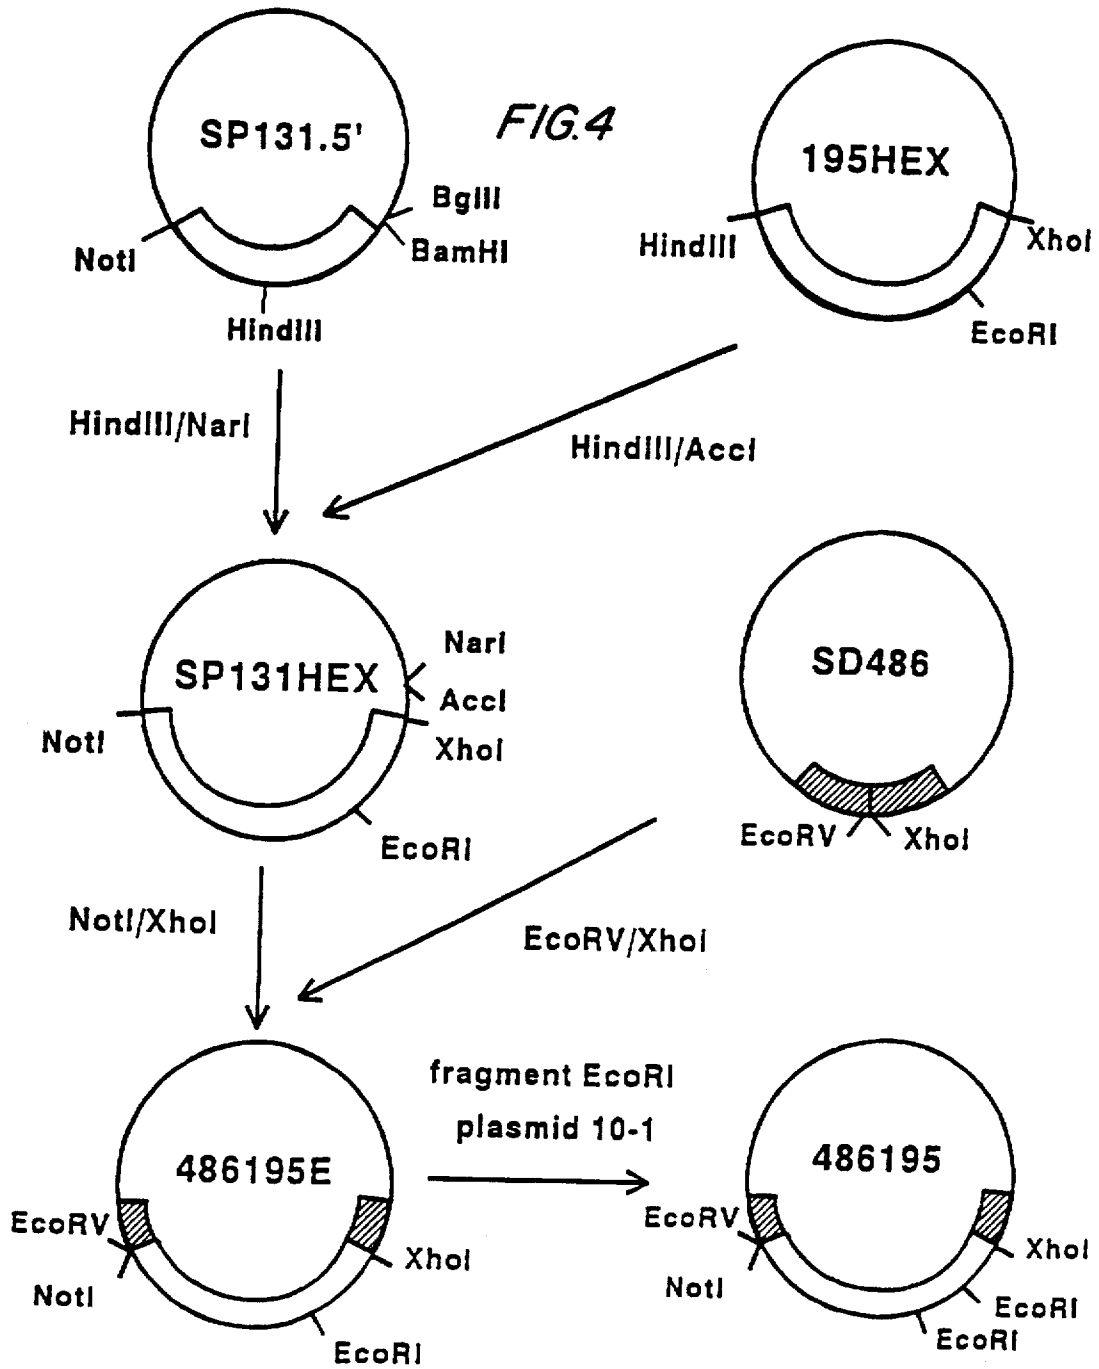 SP131.5'
FIG.4
195HEX
BglII
BamHI
NotI
HindIII
HindIII
XhoI
EcoRI
HindIII/NarI
HindIII/AccI
SP131HEX
NarI
AccI
NotI
XhoI
EcoRI
SD486
EcoRV
XhoI
NotI/XhoI
EcoRV/XhoI
fragment EcoRI
plasmid 10-1
486195E
EcoRV
NotI
XhoI
EcoRI
486195
EcoRV
NotI
XhoI
EcoRI
EcoRI